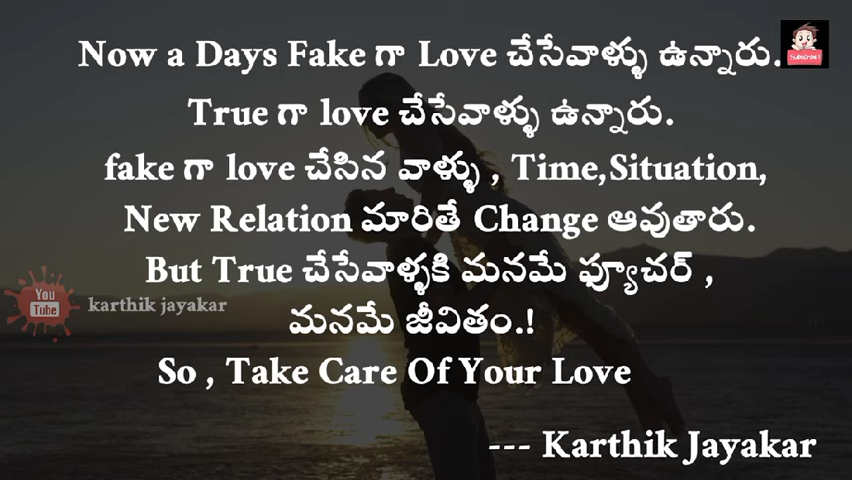 Now a Days Fake గా Love చేసేవాళ్ళు ఉన్నారు.
True గా love చేసేవాళ్ళు ఉన్నారు.
fake గా love చేసిన వాళ్ళు , Time,Situation,
New Relation మారితే Change ఆవుతారు.
But True చేసేవాళ్ళకి మనమే ఫ్యూచర్ ,
మనమే జీవితం.!
So , Take Care Of Your Love
--- Karthik Jayakar
You
Tube
karthik jayakar
SUBSCRIBE